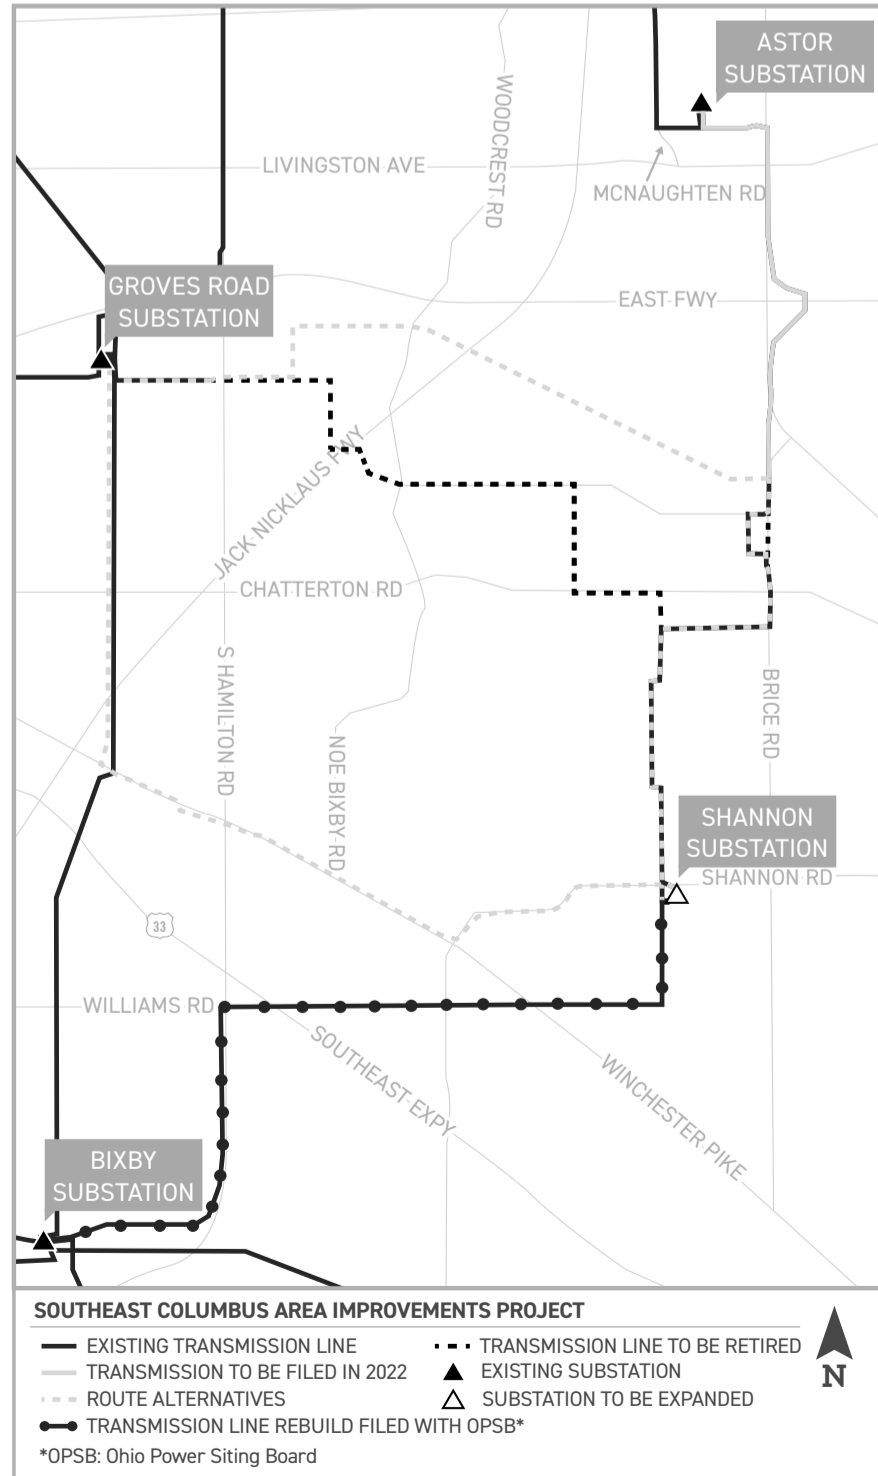 ASTOR
SUBSTATION
WOODCREST RD
LIVINGSTON AVE
MCNAUGHTEN RD
GROVES ROAD
SUBSTATION
EAST FWY
JACK NICKLAUS FWY
CHATTERTON RD
S HAMILTON RD
NOE BIXBY RD
BRICE RD
SHANNON
SUBSTATION
SHANNON RD
33
WILLIAMS RD
SOUTHEAST EXPY
WINCHESTER PIKE
BIXBY
SUBSTATION
SOUTHEAST COLUMBUS AREA IMPROVEMENTS PROJECT
EXISTING TRANSMISSION LINE
TRANSMISSION TO BE FILED IN 2022
ROUTE ALTERNATIVES
TRANSMISSION LINE REBUILD FILED WITH OPSB*
*OPSB: Ohio Power Siting Board
TRANSMISSION LINE TO BE RETIRED
EXISTING SUBSTATION
SUBSTATION TO BE EXPANDED
N